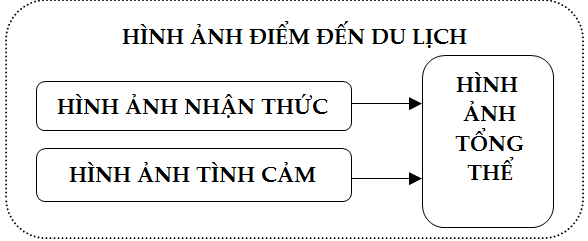 HÌNH ẢNH ĐIỂM ĐẾN DU LỊCH
HÌNH ẢNH NHẬN THỨC
HÌNH ẢNH TÌNH CẢM
HÌNH
ẢNH
TỔNG
THỂ